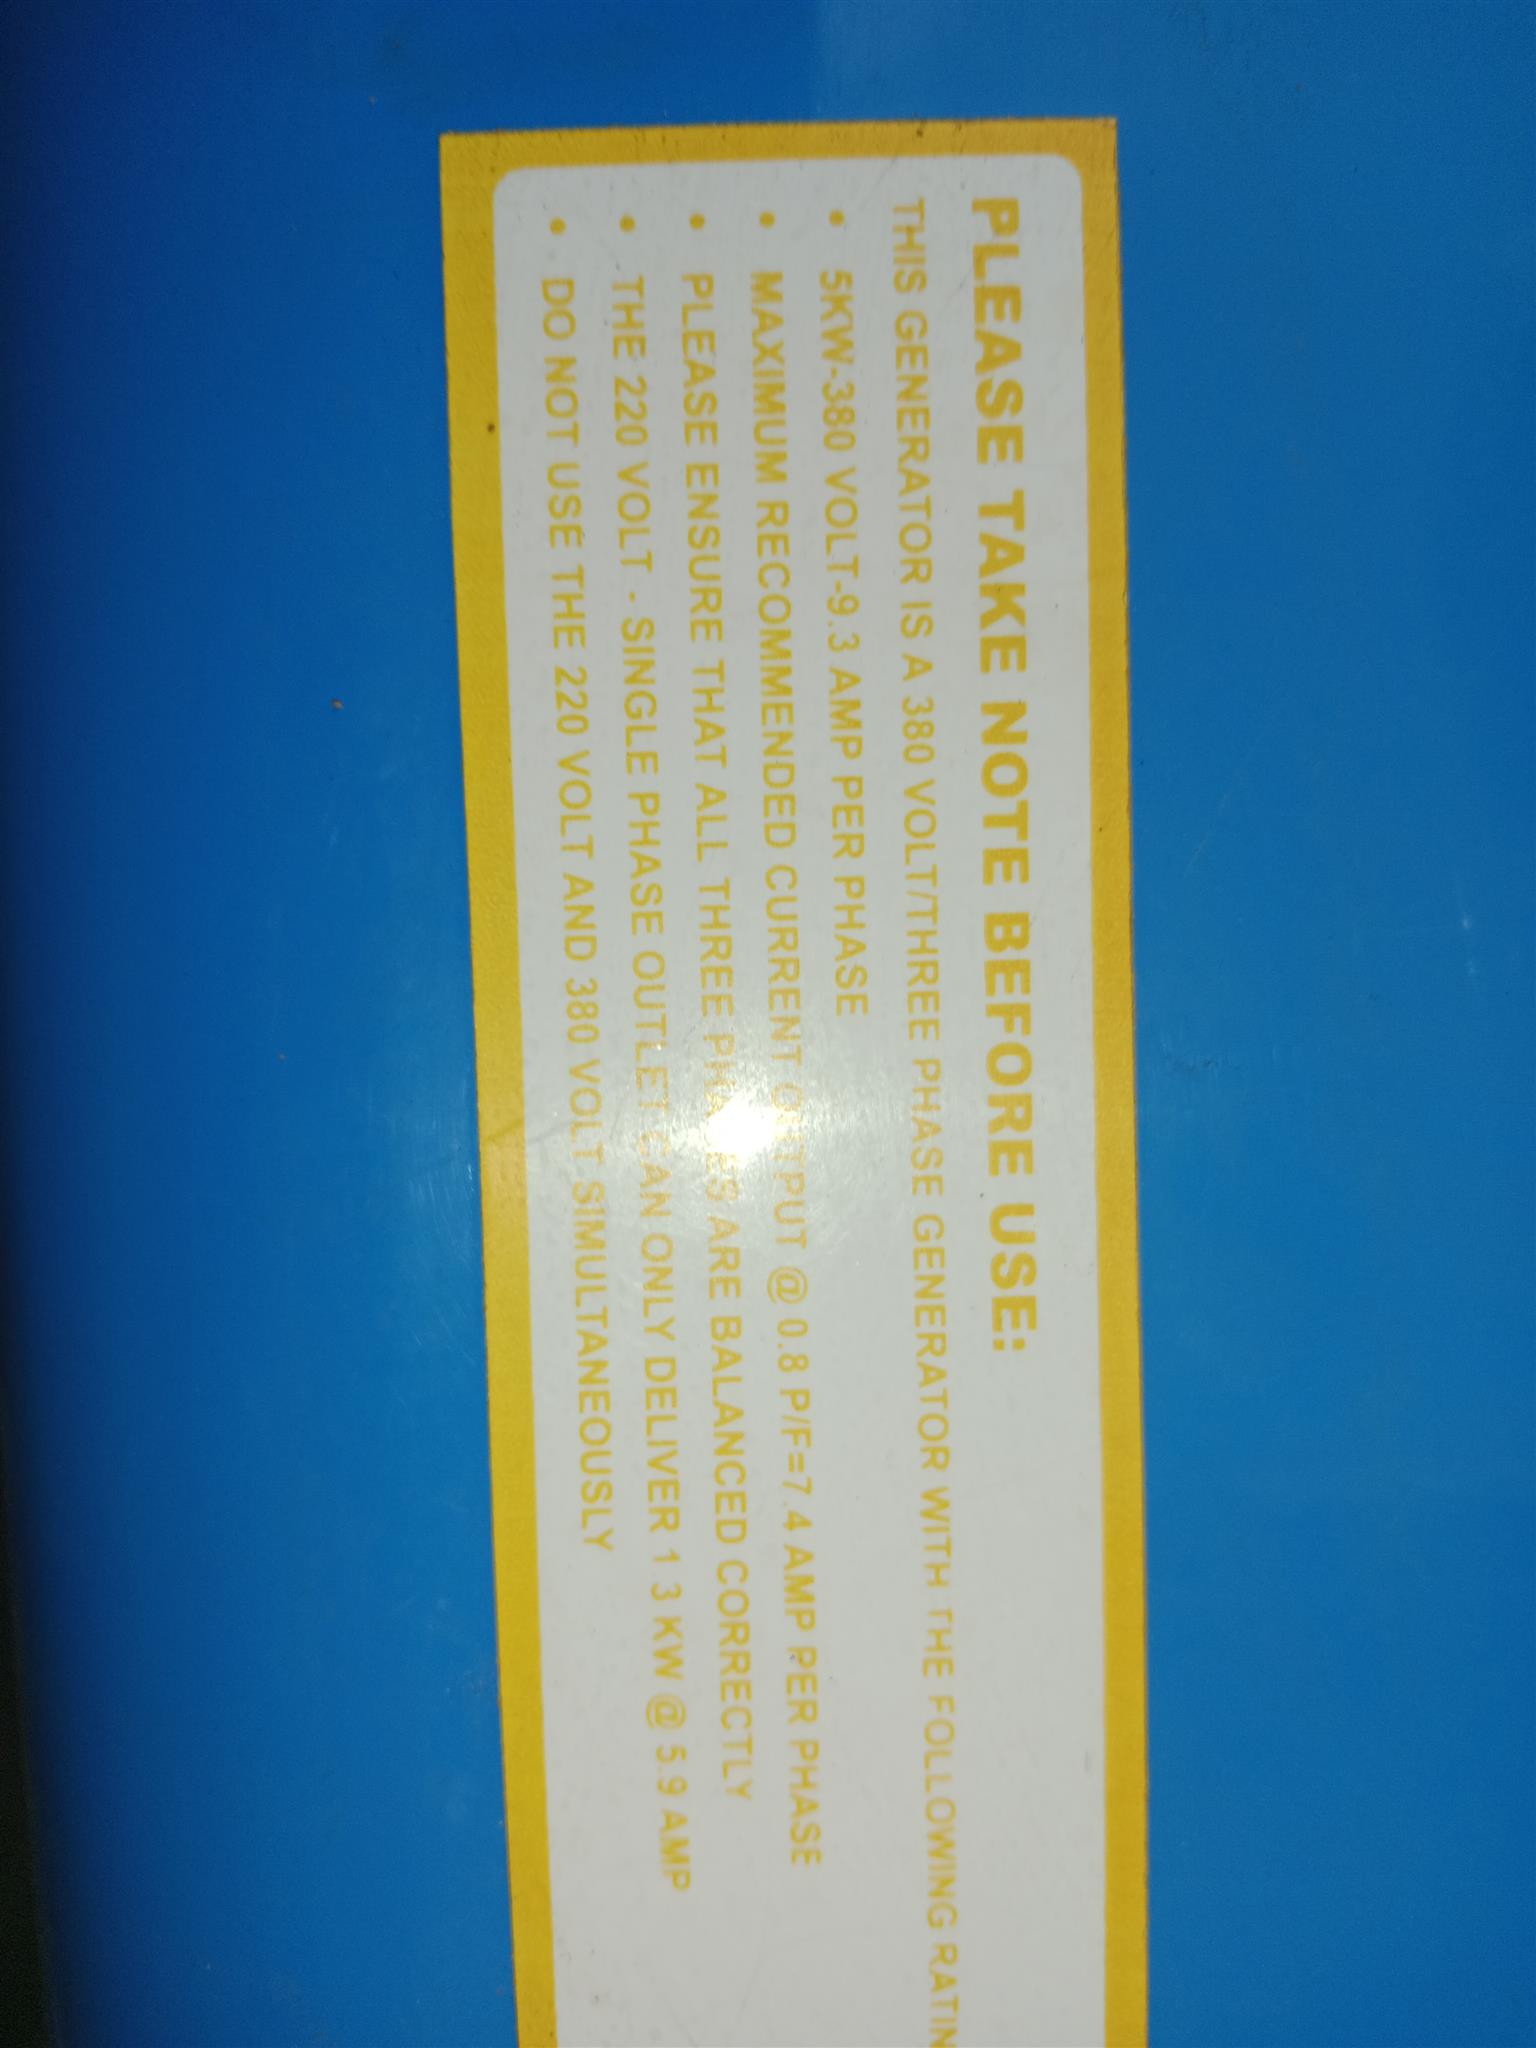 PLEASE TAKE NOTE BEFORE USE:
THIS GENERATOR IS A 380 VOLT/THREE PHASE GENERATOR WITH THE FOLLOWING RATIN
• 5KW-380 VOLT-9.3 AMP PER PHASE
• MAXIMUM RECOMMENDED CURRENT OUTPUT @ 0.8 P/F=7.4 AMP PER PHASE
• PLEASE ENSURE THAT ALL THREE PHASES ARE BALANCED CORRECTLY
• THE 220 VOLT - SINGLE PHASE OUTLET CAN ONLY DELIVER 1 3 KW @ 5.9 AMP
• DO NOT USE THE 220 VOLT AND 380 VOLT SIMULTANEOUSLY